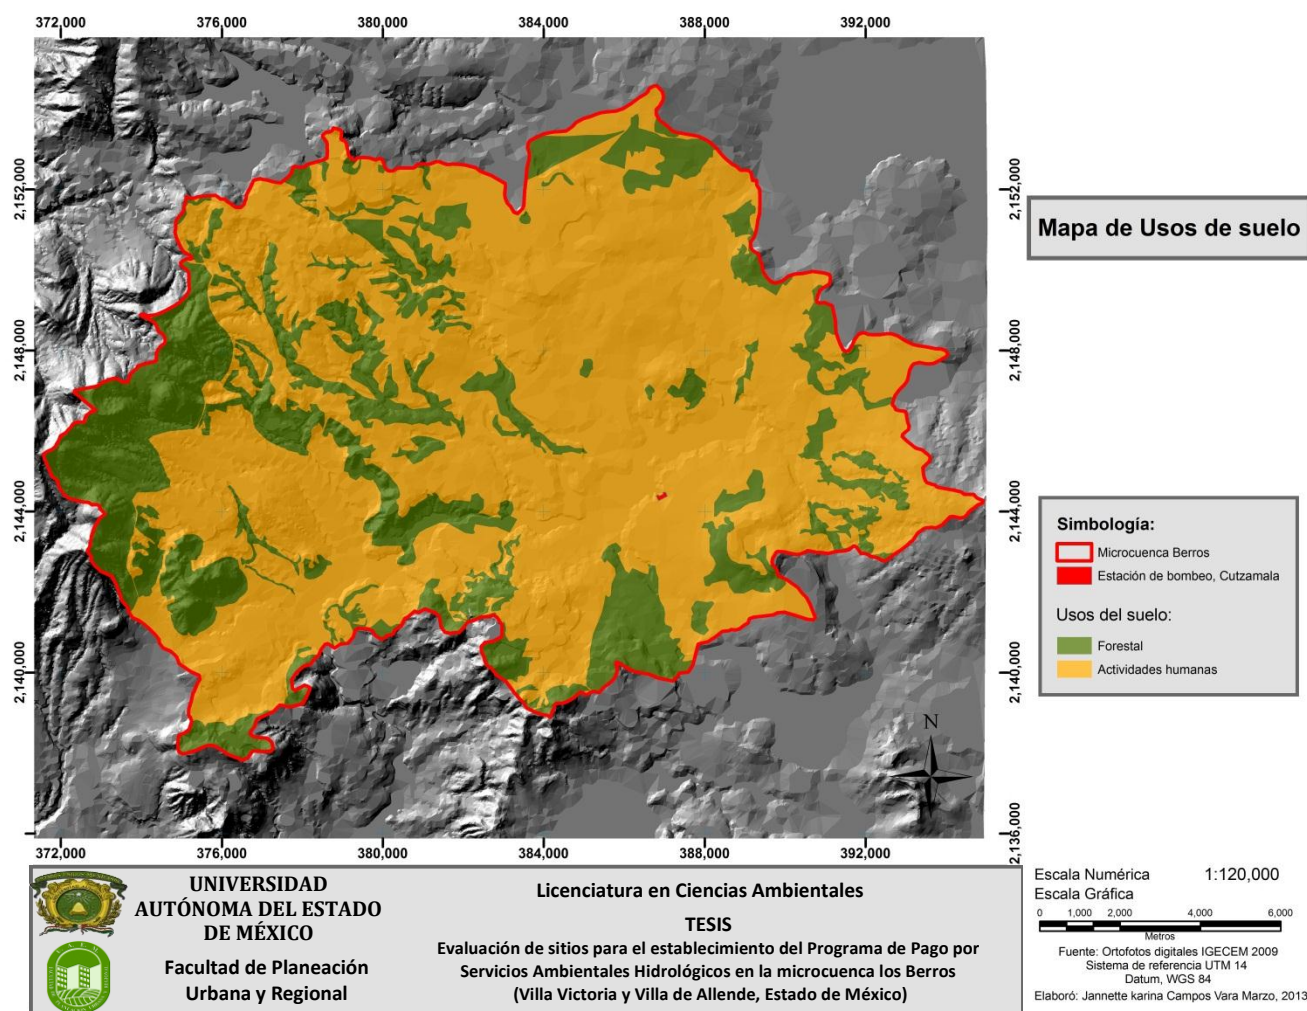 372,000
376,000
380,000
384,000
388,000
392,000
2,152,000
2,148,000
2,144,000
2,140,000
2,152,000
2,148,000
2,144,000
2,140,000
2,136,000
N
372,000
376,000
380,000
384,000
388,000
392,000
Mapa de Usos de suelo
Simbología:
Microcuenca Berros
Estación de bombeo, Cutzamala
Usos del suelo:
Forestal
Actividades humanas
UNIVERSIDAD
AUTÓNOMA DEL ESTADO
DE MÉXICO
Facultad de Planeación
Urbana y Regional
Licenciatura en Ciencias Ambientales
TESIS
Evaluación de sitios para el establecimiento del Programa de Pago por
Servicios Ambientales Hidrológicos en la microcuenca los Berros
(Villa Victoria y Villa de Allende, Estado de México)
Escala Numérica 1:120,000
Escala Gráfica
0 1,000 2,000 4,000 6,000
Metros
Fuente: Ortofotos digitales IGECEM 2009
Sistema de referencia UTM 14
Datum, WGS 84
Elaboró: Jannette karina Campos Vara Marzo, 2013